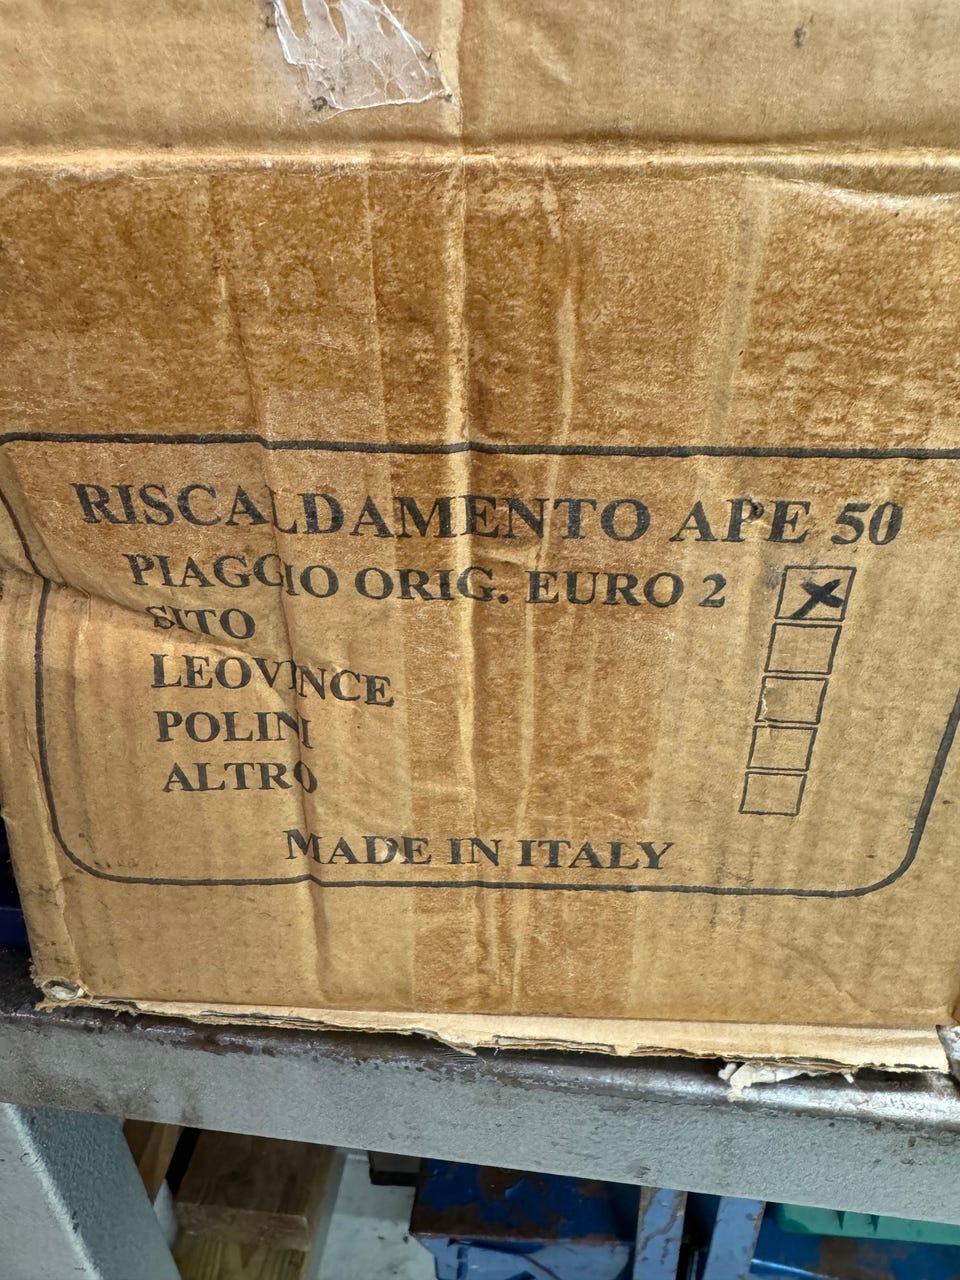 RISCALDAMENTO APE 50
PIAGGIO ORIG. EURO 2 X
SITO
LEOVINCE
POLINI
ALTRO
MADE IN ITALY